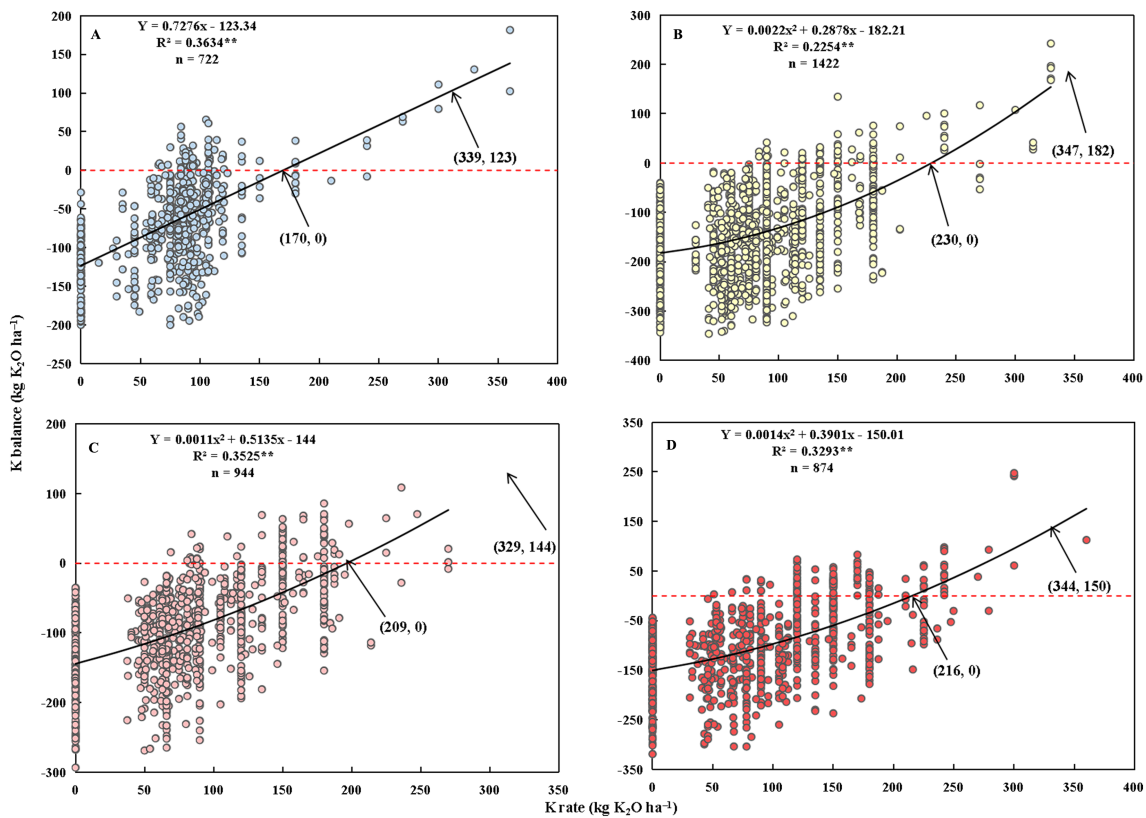 A
Y = 0.7276x - 123.34
R² = 0.3634**
n = 722
200
150
100
50
0
-50
-100
-150
-200
-250
(339, 123)
(170, 0)
0 50 100 150 200 250 300 350 400
B
Y = 0.0022x² + 0.2878x - 182.21
R² = 0.2254**
n = 1422
300
200
100
0
-100
-200
-300
-400
(347, 182)
(230, 0)
0 50 100 150 200 250 300 350 400
K balance (kg K₂O ha⁻¹)
C
Y = 0.0011x² + 0.5135x - 144
R² = 0.3525**
n = 944
200
100
0
-100
-200
-300
(329, 144)
(209, 0)
0 50 100 150 200 250 300 350
D
Y = 0.0014x² + 0.3901x - 150.01
R² = 0.3293**
n = 874
350
250
150
50
-50
-150
-250
-350
(344, 150)
(216, 0)
0 50 100 150 200 250 300 350 400
K rate (kg K₂O ha⁻¹)